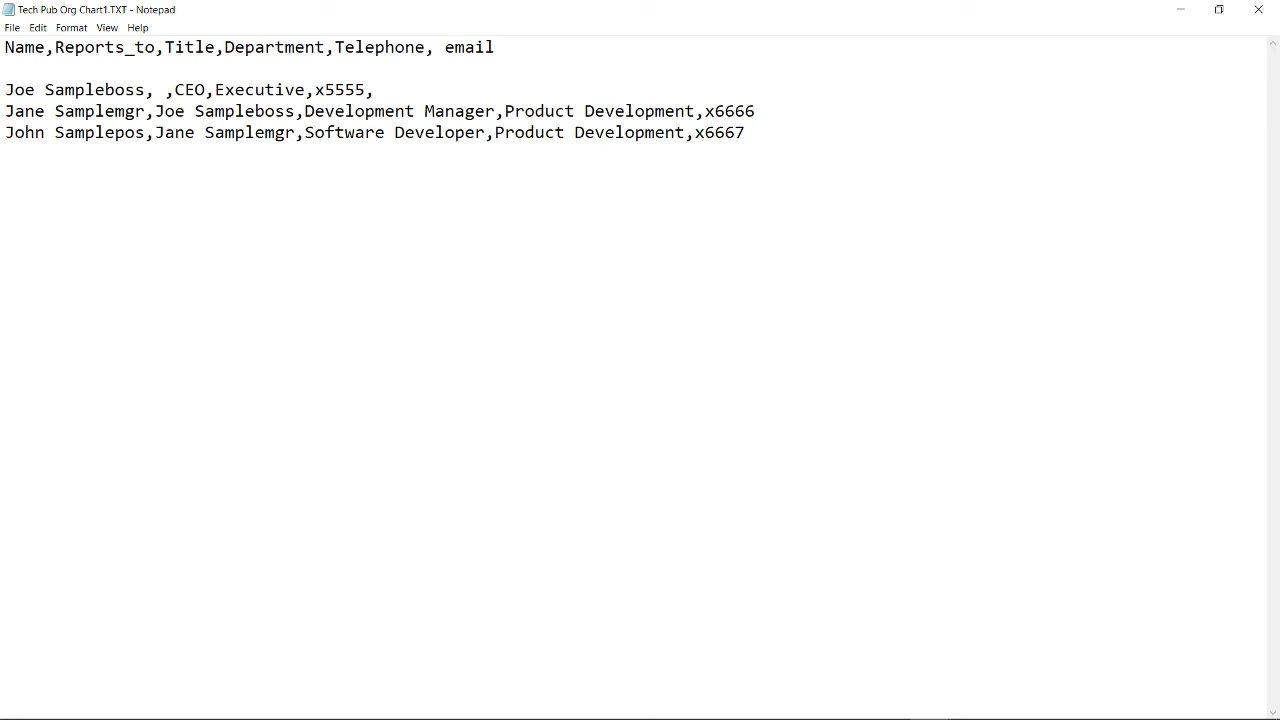 Tech Pub Org Chart1.TXT - Notepad
File Edit Format View Help
Name,Reports_to,Title,Department,Telephone, email
Joe Sampleboss, ,CEO,Executive,x5555,
Jane Samplemgr,Joe Sampleboss,Development Manager,Product Development,x6666
John Samplepos,Jane Samplemgr,Software Developer,Product Development,x6667